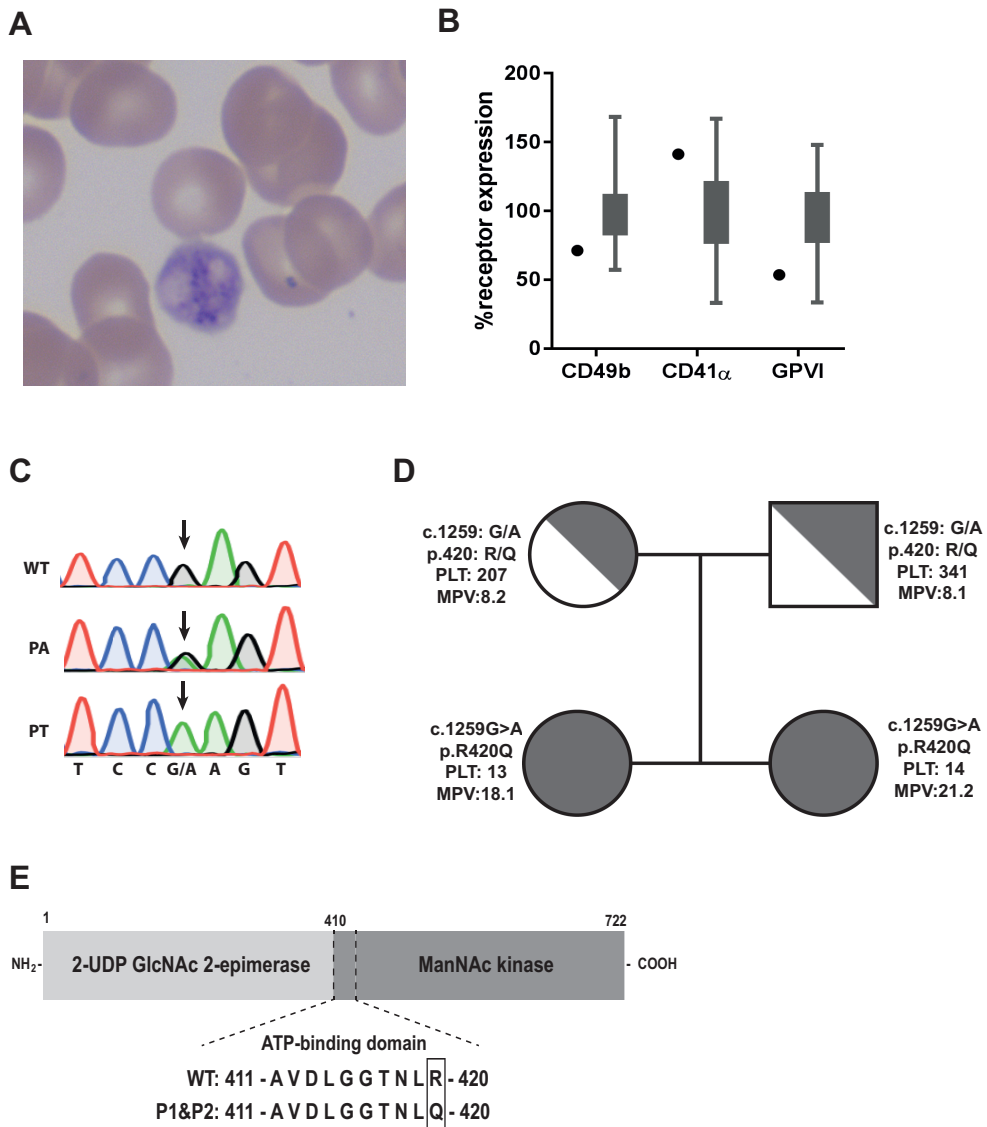 A
B
%receptor expression
200
150
100
50
0
CD49b
CD41α
GPVI
C
WT
PA
PT
T C C G/A A G T
D
c.1259: G/A
p.420: R/Q
PLT: 207
MPV:8.2
c.1259: G/A
p.420: R/Q
PLT: 341
MPV:8.1
c.1259G>A
p.R420Q
PLT: 13
MPV:18.1
c.1259G>A
p.R420Q
PLT: 14
MPV:21.2
E
1
410
722
NH2-
2-UDP GlcNAc 2-epimerase
ManNAc kinase
- COOH
ATP-binding domain
WT: 411 - A V D L G G T N L R - 420
P1&P2: 411 - A V D L G G T N L Q - 420